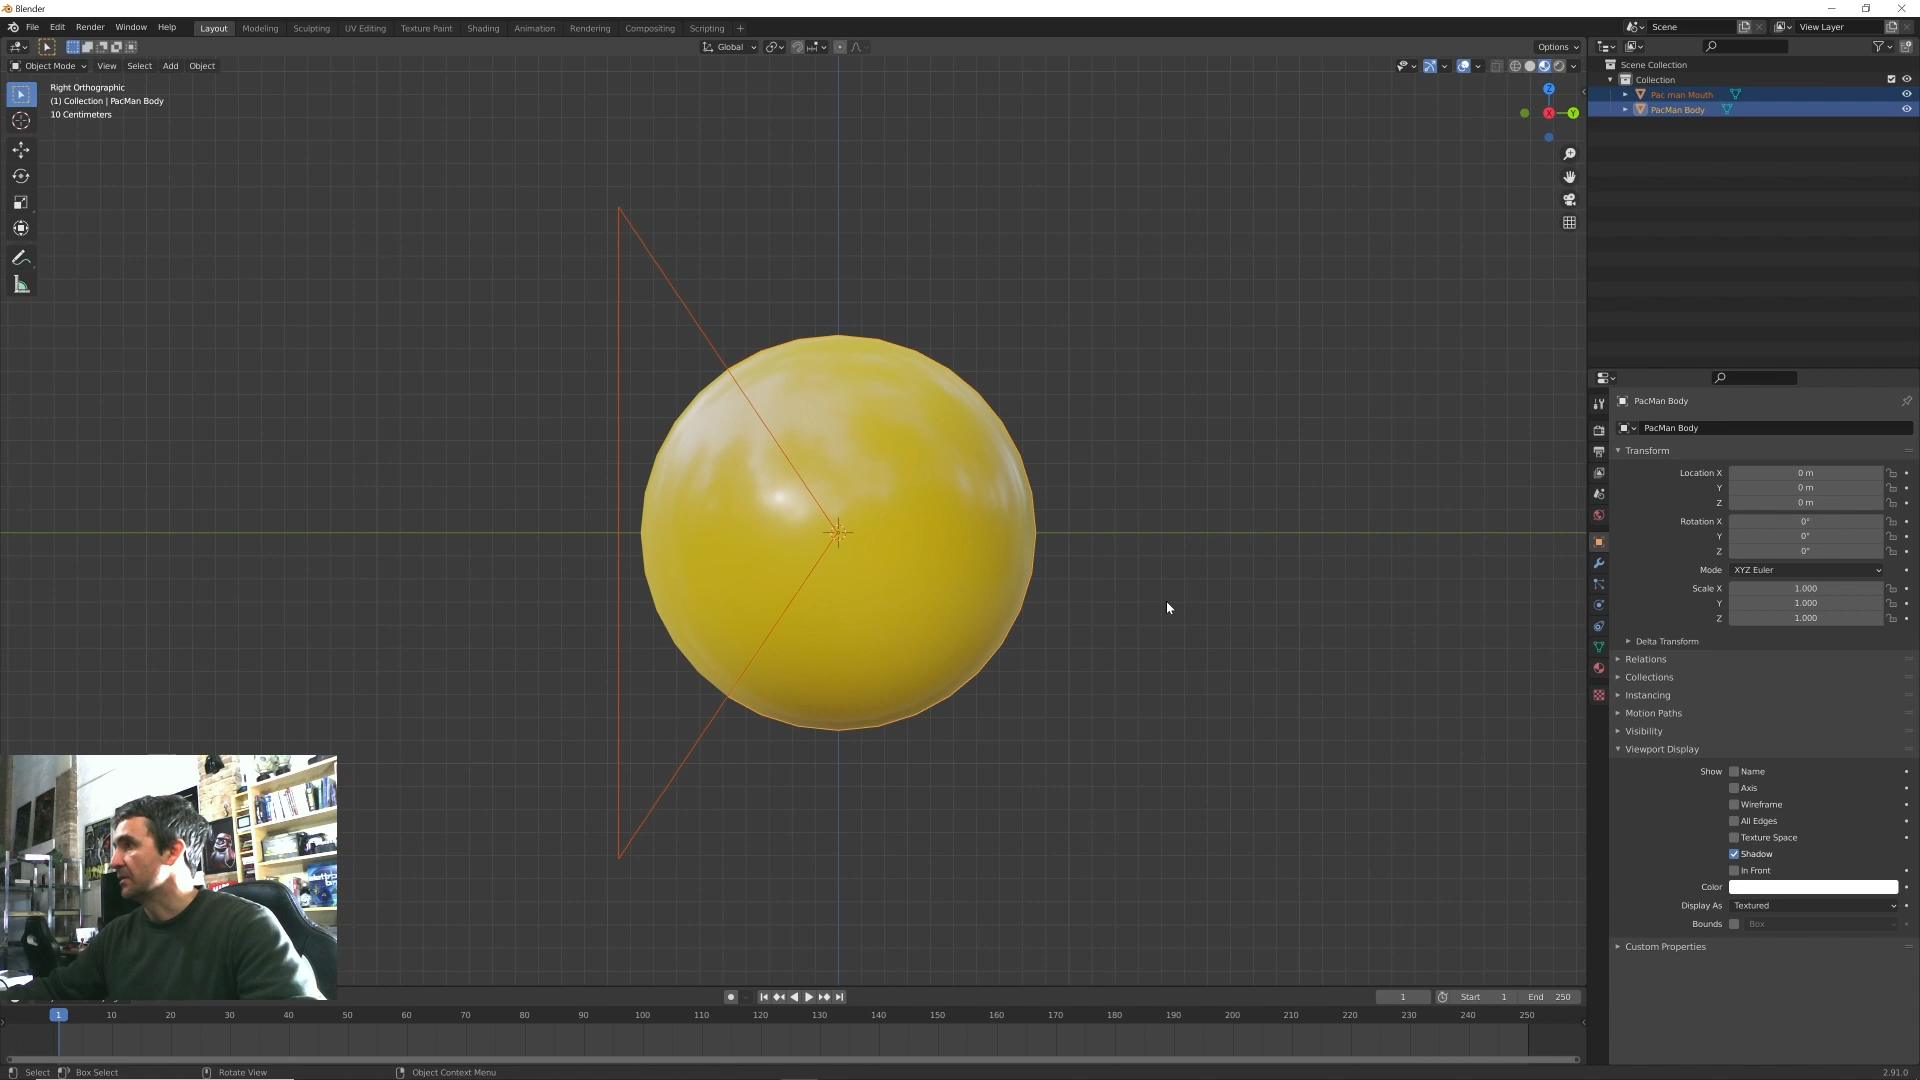 Blender
File Edit Render Window Help
Layout Modeling Sculpting UV Editing Texture Paint Shading Animation Rendering Compositing Scripting +
Scene
View Layer
Global
Options
Object Mode View Select Add Object
Right Orthographic
(1) Collection | PacMan Body
10 Centimeters
Z
X
Y
Scene Collection
Collection
Pac man Mouth
PacMan Body
PacMan Body
PacMan Body
Transform
Location X 0 m
Y 0 m
Z 0 m
Rotation X 0°
Y 0°
Z 0°
Mode XYZ Euler
Scale X 1.000
Y 1.000
Z 1.000
Delta Transform
Relations
Collections
Instancing
Motion Paths
Visibility
Viewport Display
Show Name
Axis
Wireframe
All Edges
Texture Space
Shadow
In Front
Color
Display As Textured
Bounds Box
Custom Properties
1 Start 1 End 250
1 10 20 30 40 50 60 70 80 90 100 110 120 130 140 150 160 170 180 190 200 210 220 230 240 250
Select Box Select Rotate View Object Context Menu 2.91.0